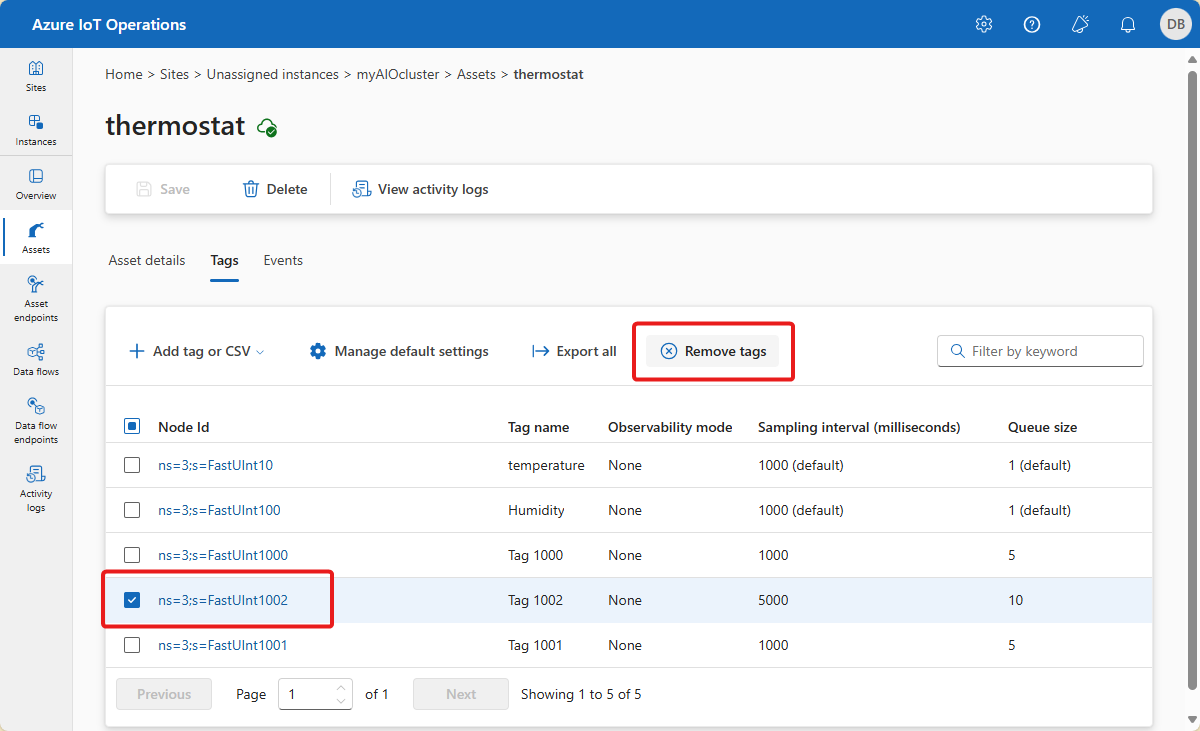 Azure IoT Operations
DB
Sites
Instances
Overview
Assets
Asset
endpoints
Data flows
Data flow
endpoints
Activity
logs
Home > Sites > Unassigned instances > myAIOcluster > Assets > thermostat
thermostat
Save Delete View activity logs
Asset details Tags Events
Add tag or CSV Manage default settings Export all Remove tags Filter by keyword
Node Id Tag name Observability mode Sampling interval (milliseconds) Queue size
ns=3;s=FastUInt10 temperature None 1000 (default) 1 (default)
ns=3;s=FastUInt100 Humidity None 1000 (default) 1 (default)
ns=3;s=FastUInt1000 Tag 1000 None 1000 5
ns=3;s=FastUInt1002 Tag 1002 None 5000 10
ns=3;s=FastUInt1001 Tag 1001 None 1000 5
Previous Page 1 of 1 Next Showing 1 to 5 of 5